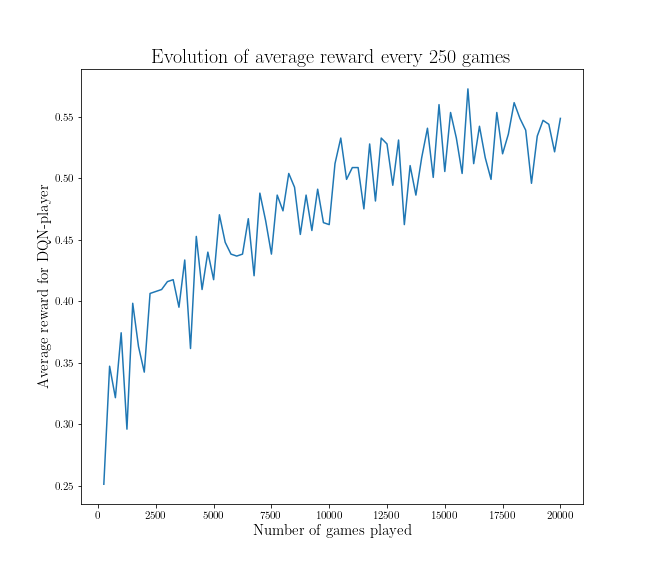 Evolution of average reward every 250 games
Average reward for DQN-player
0.55
0.50
0.45
0.40
0.35
0.30
0.25
0 2500 5000 7500 10000 12500 15000 17500 20000
Number of games played